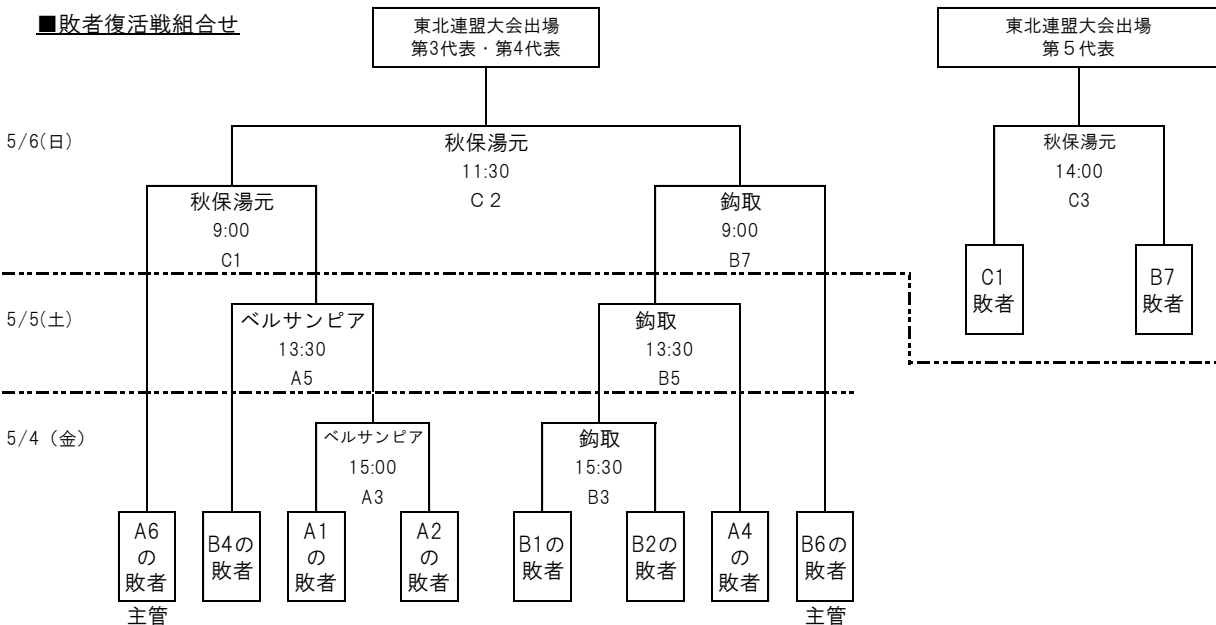 ■敗者復活戦組合せ
東北連盟大会出場
第3代表・第4代表
東北連盟大会出場
第５代表
5/6(日)
秋保湯元
11:30
C２
秋保湯元
14:00
C3
秋保湯元
9:00
C1
鈎取
9:00
B7
C1
敗者
B7
敗者
5/5(土)
ベルサンピア
13:30
A5
鈎取
13:30
B5
5/4（金）
ベルサンピア
15:00
A3
鈎取
15:30
B3
A6
の
敗者
B4の
敗者
A1
の
敗者
A2
の
敗者
B1の
敗者
B2の
敗者
A4
の
敗者
B6の
敗者
主管
主管